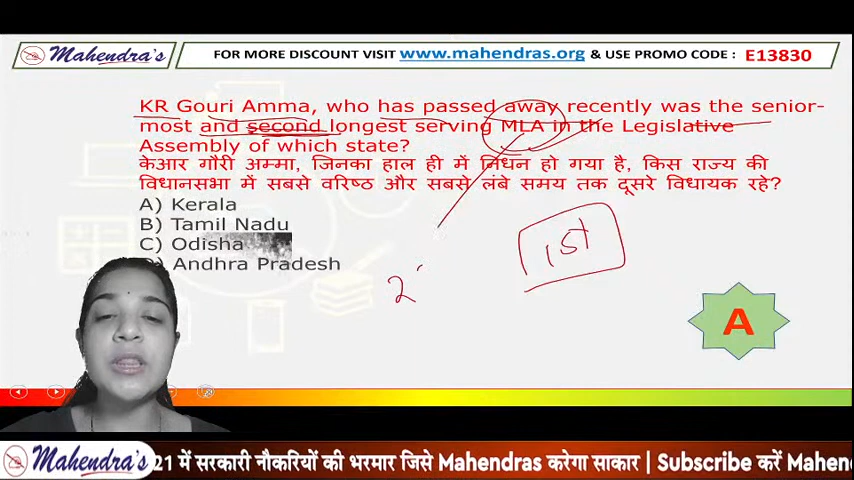 Mahendra's
FOR MORE DISCOUNT VISIT www.mahendras.org & USE PROMO CODE : E13830
KR Gouri Amma, who has passed away recently was the senior-
most and second longest serving MLA in the Legislative
Assembly of which state?
केआर गौरी अम्मा, जिनका हाल ही में निधन हो गया है, किस राज्य की
विधानसभा में सबसे वरिष्ठ और सबसे लंबे समय तक दूसरे विधायक रहे?
A) Kerala
B) Tamil Nadu
C) Odisha
1st
Andhra Pradesh
2
A
Mahendra's 21 में सरकारी नौकरियों की भरमार जिसे Mahendras करेगा साकार | Subscribe करें Mahen